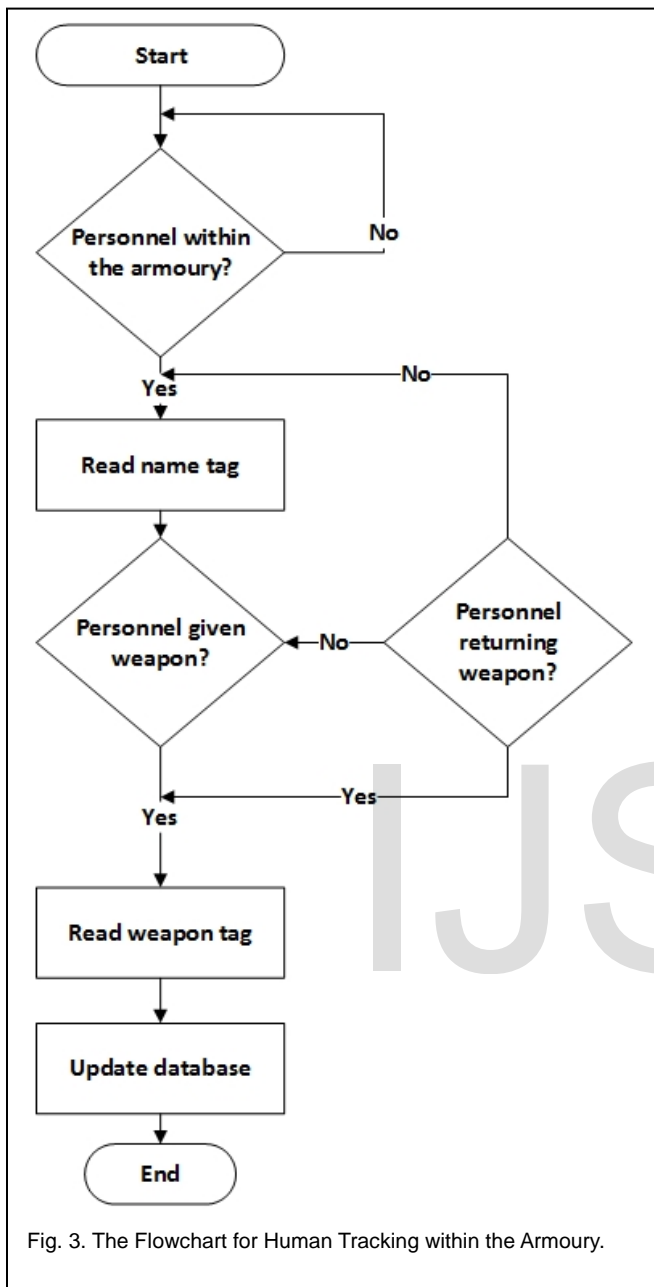 Start
Personnel within
the armoury?
No
No
Yes
Read name tag
Personnel given
weapon?
No
Personnel
returning
weapon?
Yes
Yes
Read weapon tag
Update database
End
IJS
Fig. 3. The Flowchart for Human Tracking within the Armoury.